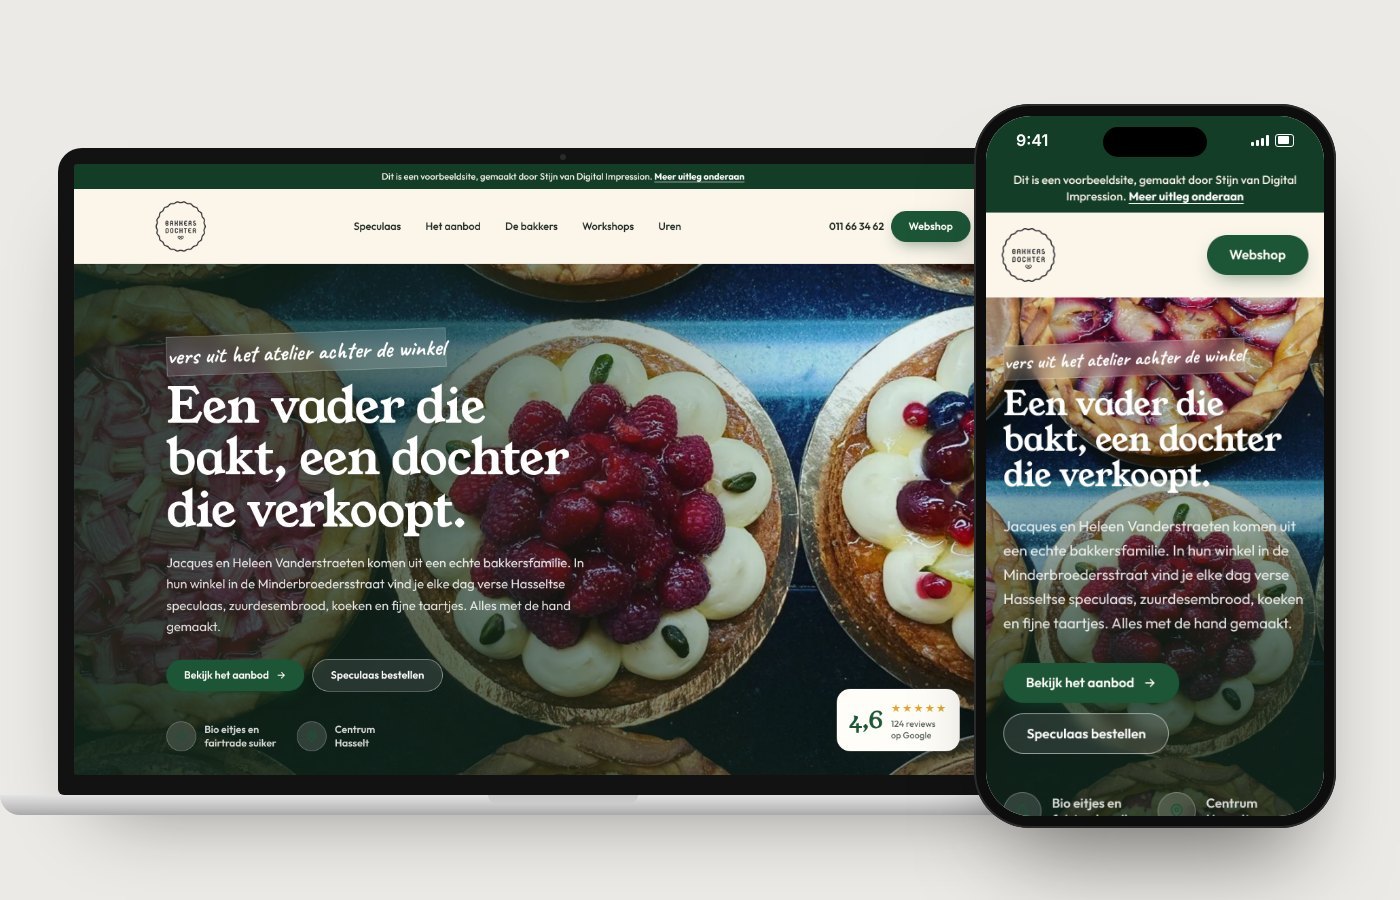 Dit is een voorbeeldsite, gemaakt door Stijn van Digital Impression. Meer uitleg onderaan
BAKKERS
DOCHTER
Speculaas
Het aanbod
De bakkers
Workshops
Uren
011 66 34 62
Webshop
vers uit het atelier achter de winkel
Een vader die
bakt, een dochter
die verkoopt.
Jacques en Heleen Vanderstraeten komen uit een echte bakkersfamilie. In
hun winkel in de Minderbroedersstraat vind je elke dag verse Hasseltse
speculaas, zuurdesembrood, koeken en fijne taartjes. Alles met de hand
gemaakt.
Bekijk het aanbod →
Speculaas bestellen
Bio eitjes en
fairtrade suiker
Centrum
Hasselt
4,6
★★★★★
124 reviews
op Google
9:41
Dit is een voorbeeldsite, gemaakt door Stijn van Digital
Impression. Meer uitleg onderaan
BAKKERS
DOCHTER
Webshop
vers uit het atelier achter de winkel
Een vader die
bakt, een dochter
die verkoopt.
Jacques en Heleen Vanderstraeten komen uit
een echte bakkersfamilie. In hun winkel in de
Minderbroedersstraat vind je elke dag verse
Hasseltse speculaas, zuurdesembrood, koeken
en fijne taartjes. Alles met de hand gemaakt.
Bekijk het aanbod →
Speculaas bestellen
Bio eitjes en
Centrum